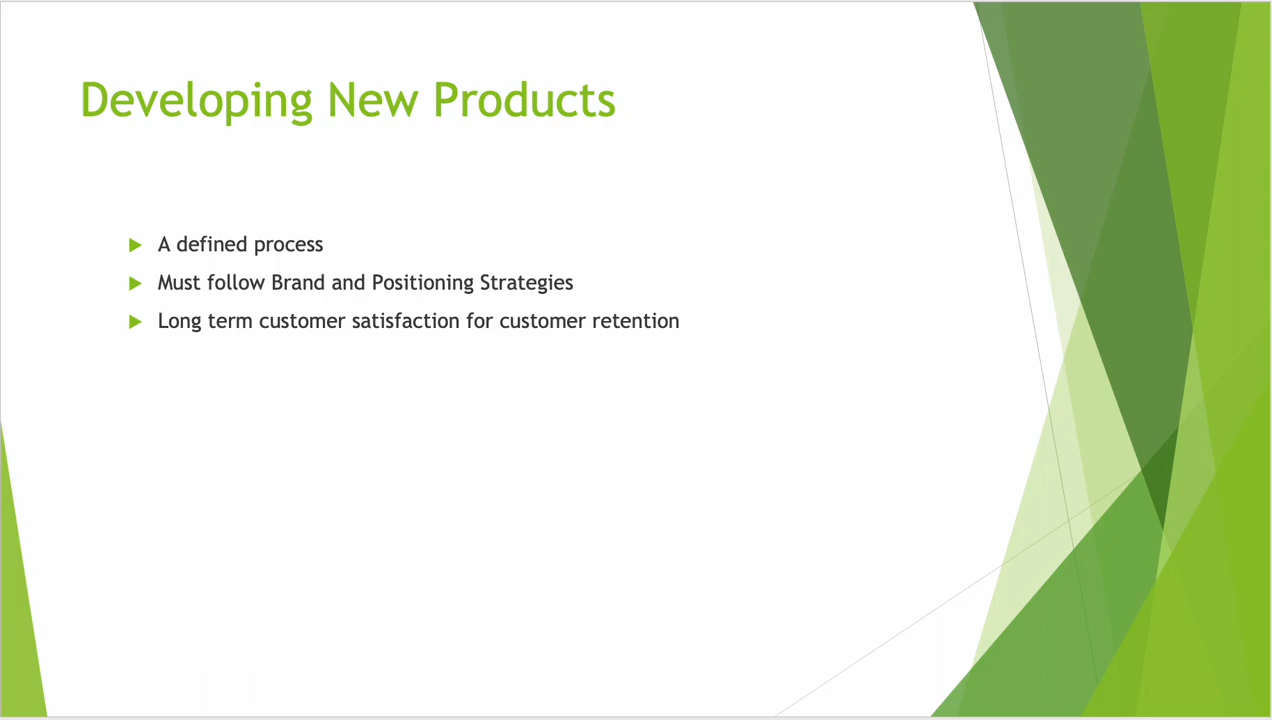 Developing New Products
A defined process
Must follow Brand and Positioning Strategies
Long term customer satisfaction for customer retention